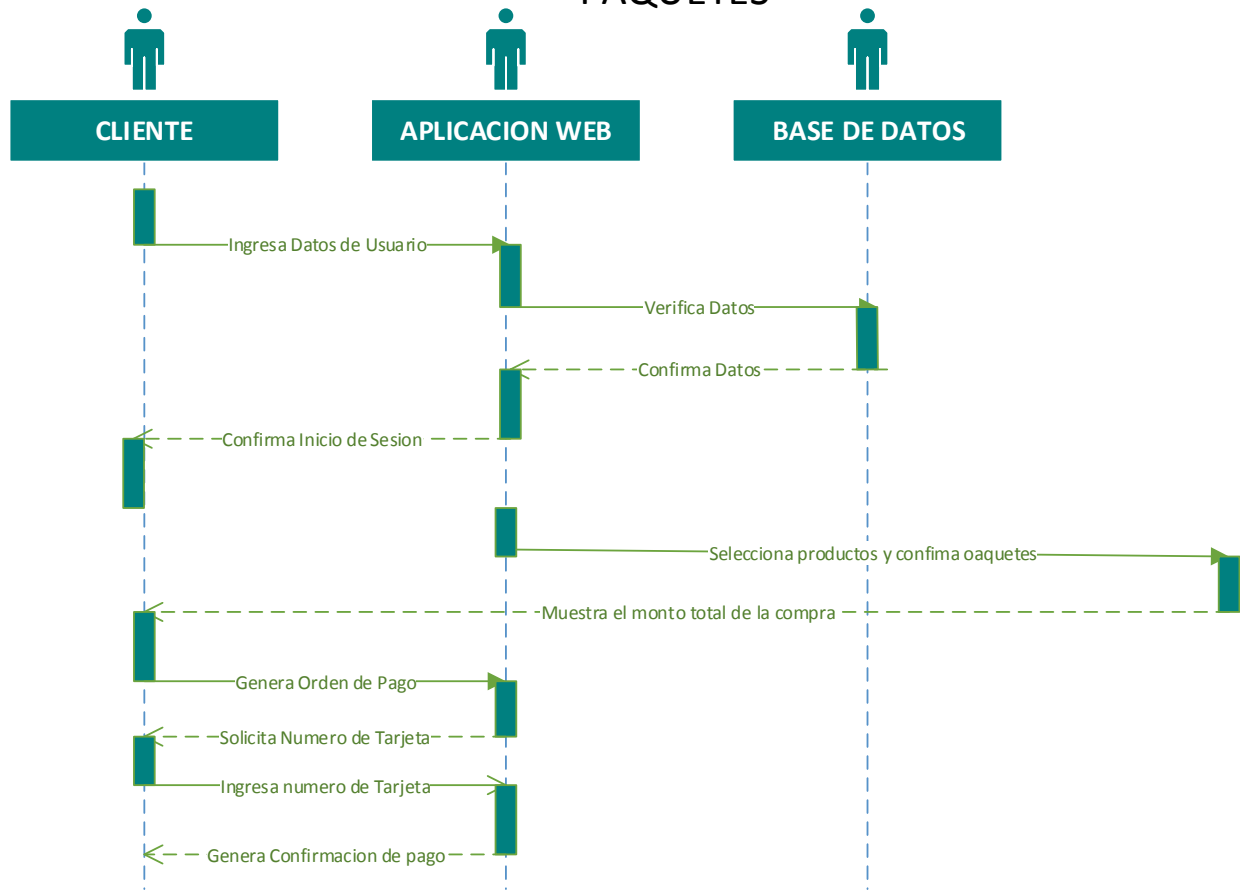 PAQUETES
CLIENTE
APLICACION WEB
BASE DE DATOS
Ingresa Datos de Usuario
Verifica Datos
Confirma Datos
Confirma Inicio de Sesion
Selecciona productos y confima oaquetes
Muestra el monto total de la compra
Genera Orden de Pago
Solicita Numero de Tarjeta
Ingresa numero de Tarjeta
Genera Confirmacion de pago